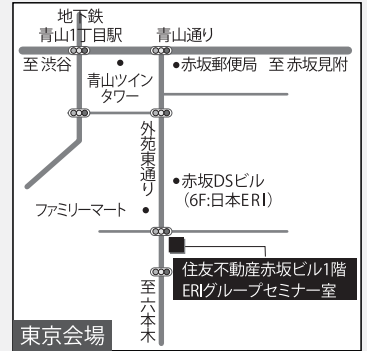 地下鉄
青山1丁目駅
青山通り
至渋谷
青山ツイン
タワー
赤坂郵便局
至赤坂見附
外苑東通り
赤坂DSビル
(6F:日本ERI)
ファミリーマート
住友不動産赤坂ビル1階
ERIグループセミナー室
至六本木
東京会場